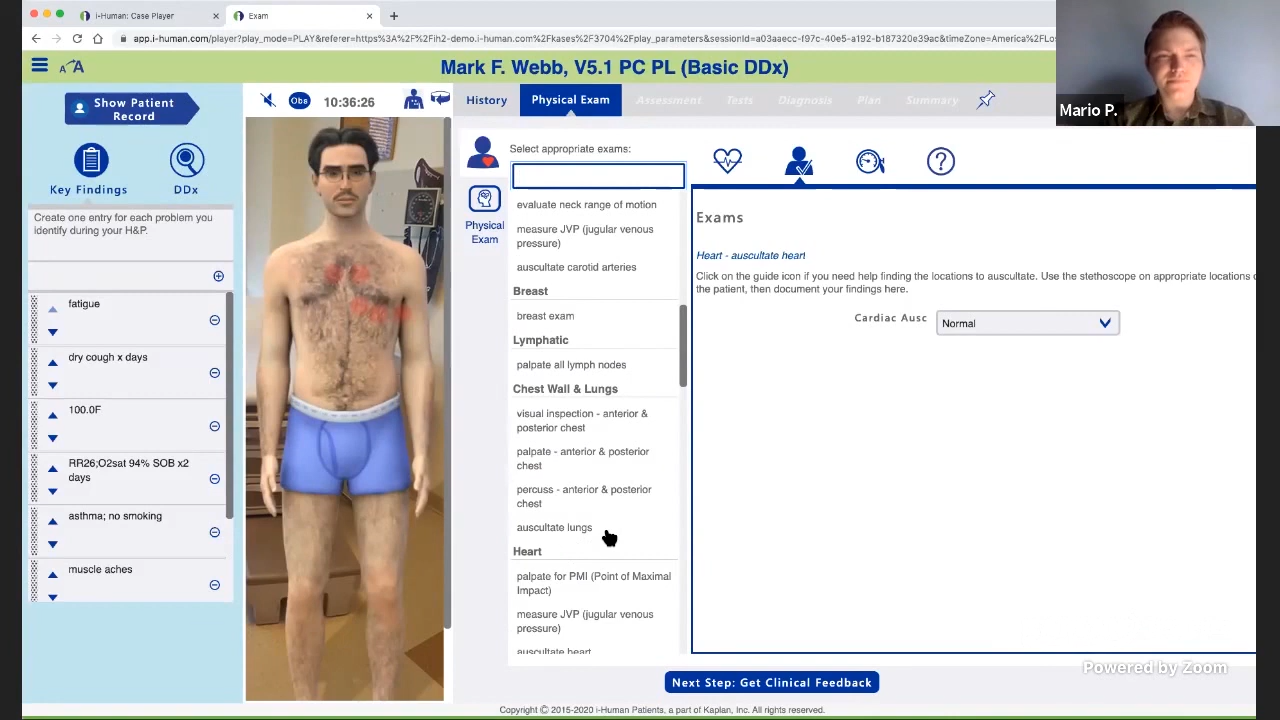 i-Human: Case Player
Exam
app.i-human.com/player?play_mode=PLAY&referer=https%3A%2F%2Fih2-demo.i-human.com%2Fkases%2F3704%2Fplay_parameters&sessionId=a03aaecc-f97c-40e5-a192-b187320e39ac&timeZone=America%2FLos
Mark F. Webb, V5.1 PC PL (Basic DDx)
Mario P.
Show Patient
Record
Key Findings
DDx
Create one entry for each problem you
identify during your H&P.
fatigue
dry cough x days
100.0F
RR26;O2sat 94% SOB x2
days
asthma; no smoking
muscle aches
Obs
10:36:26
History
Physical Exam
Assessment
Tests
Diagnosis
Plan
Summary
Physical
Exam
Select appropriate exams:
evaluate neck range of motion
measure JVP (jugular venous
pressure)
auscultate carotid arteries
Breast
breast exam
Lymphatic
palpate all lymph nodes
Chest Wall & Lungs
visual inspection - anterior &
posterior chest
palpate - anterior & posterior
chest
percuss - anterior & posterior
chest
auscultate lungs
Heart
palpate for PMI (Point of Maximal
Impact)
measure JVP (jugular venous
pressure)
auscultate heart
Exams
Heart - auscultate heart
Click on the guide icon if you need help finding the locations to auscultate. Use the stethoscope on appropriate locations o
the patient, then document your findings here.
Cardiac Ausc
Normal
Powered by Zoom
Next Step: Get Clinical Feedback
Copyright © 2015-2020 i-Human Patients, a part of Kaplan, Inc. All rights reserved.